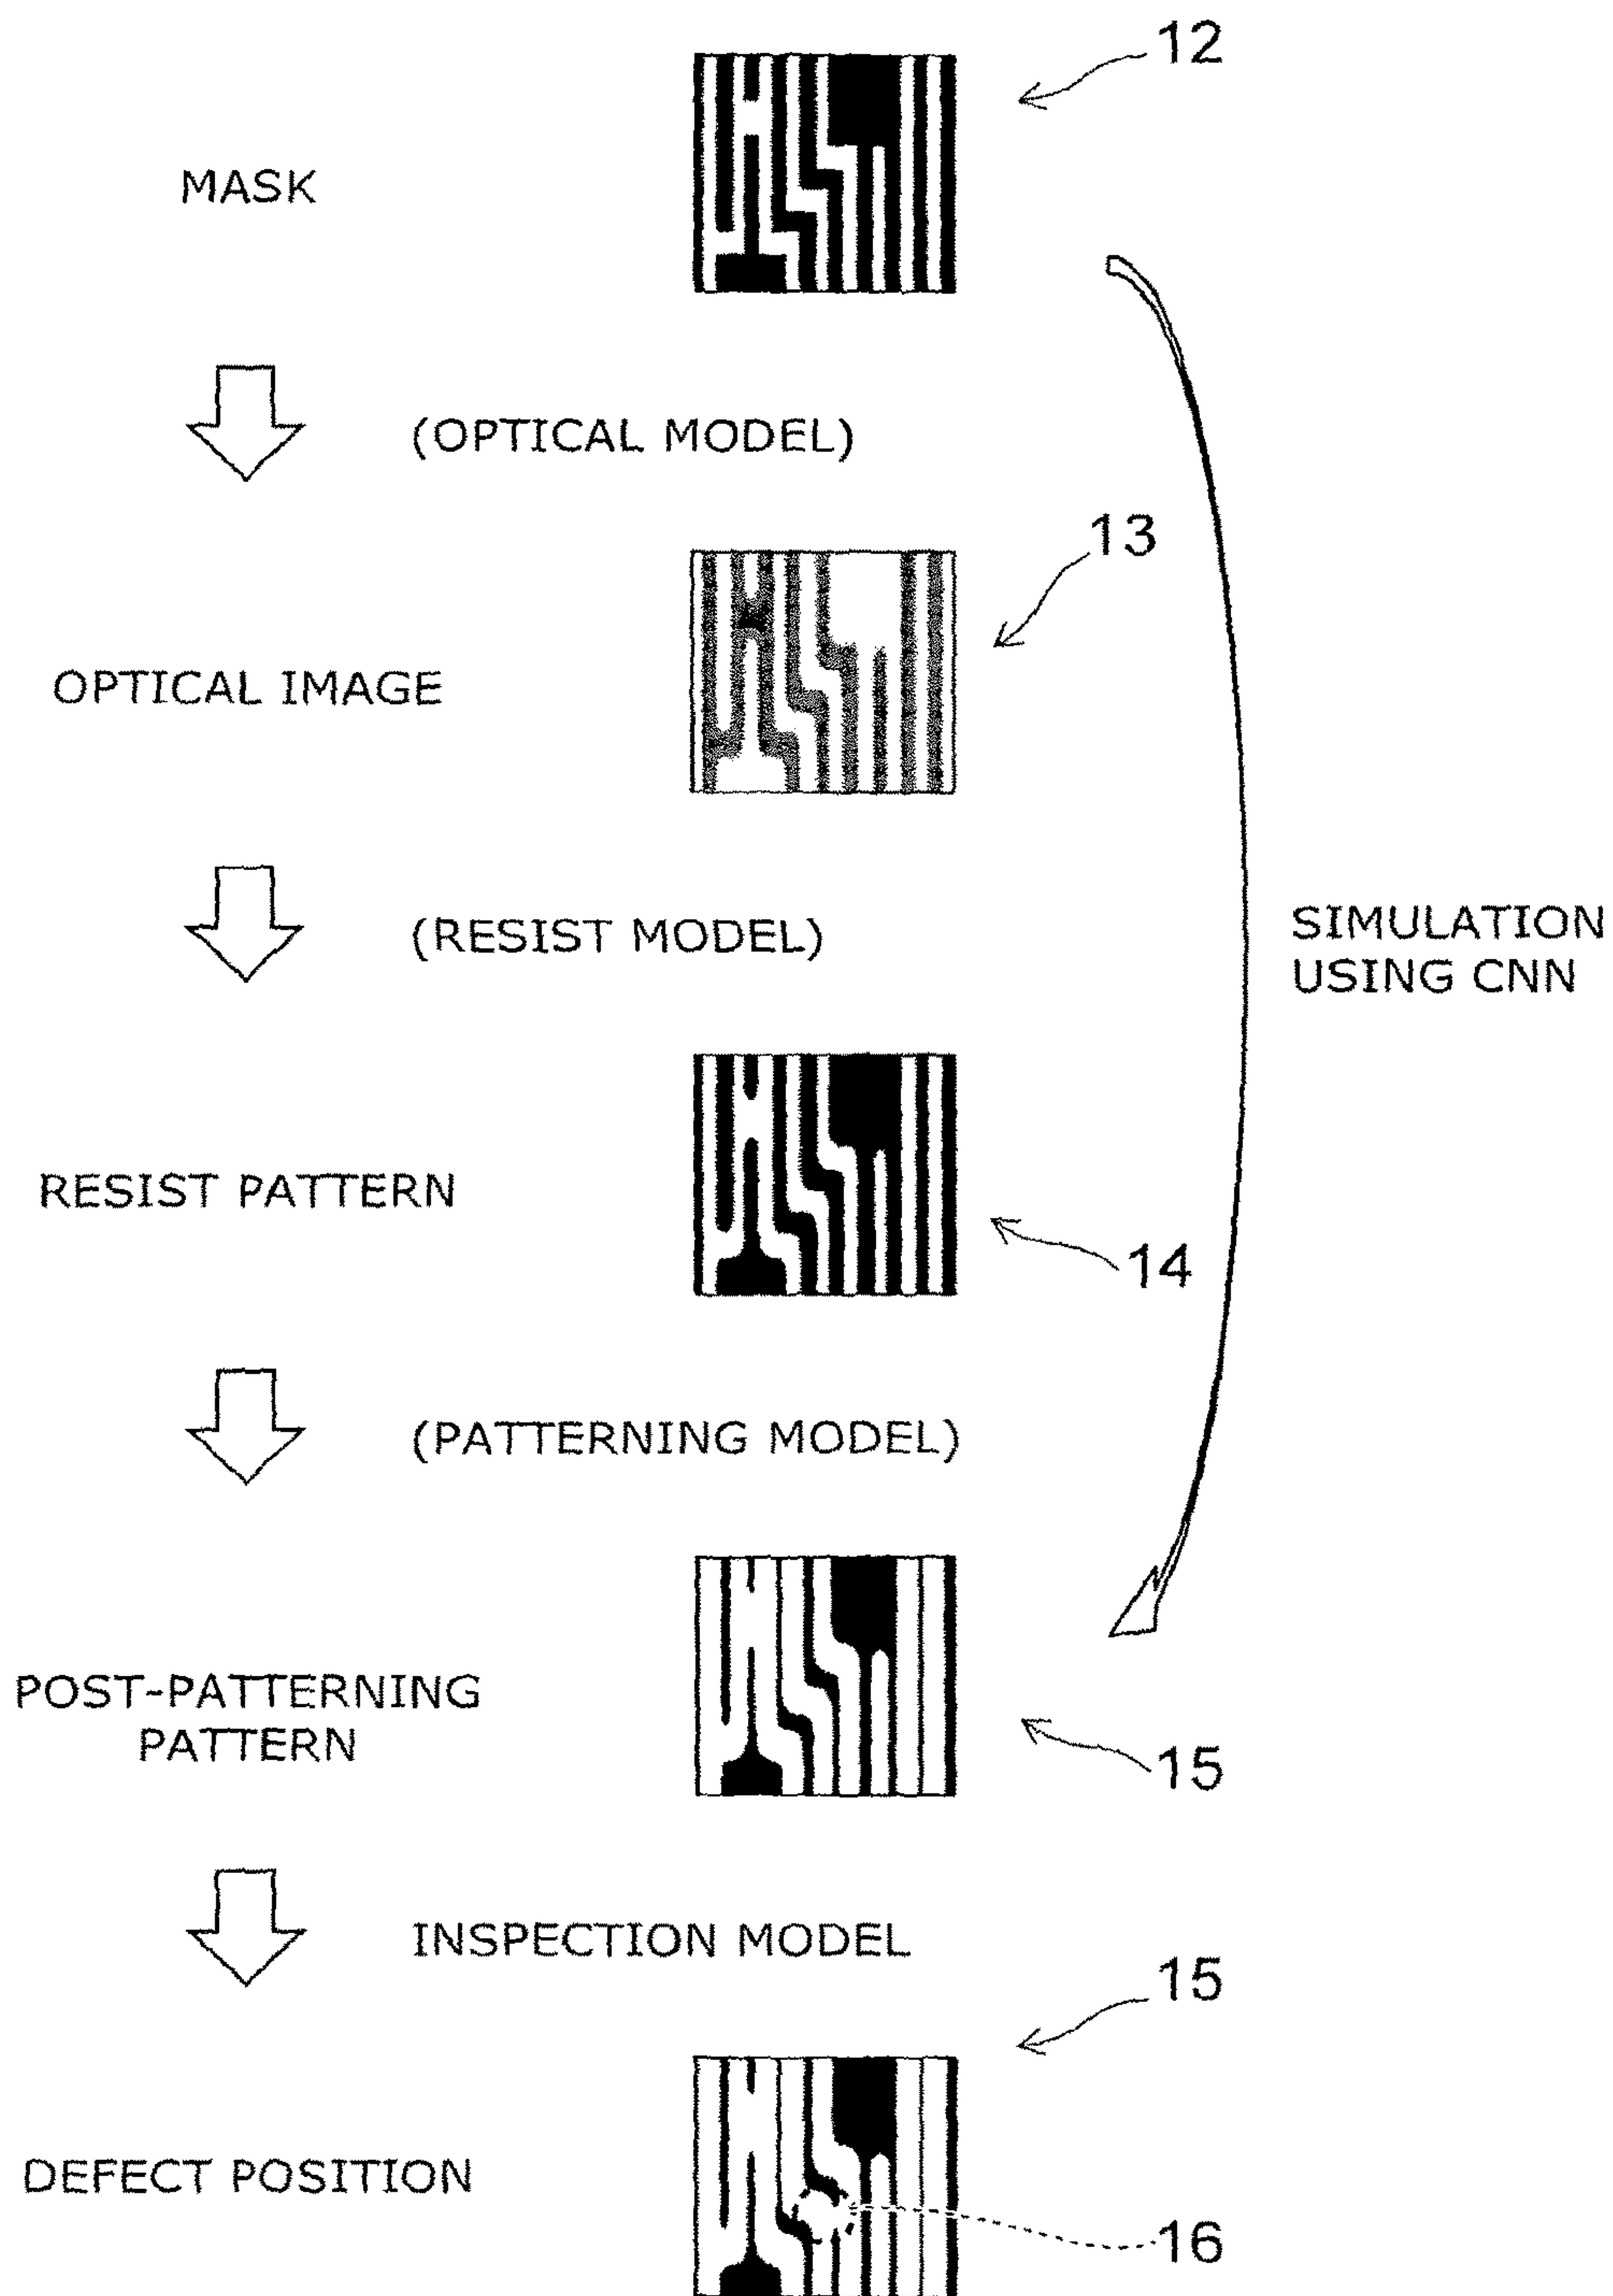 12
MASK
(OPTICAL MODEL)
13
OPTICAL IMAGE
(RESIST MODEL)
SIMULATION
USING CNN
RESIST PATTERN
14
(PATTERNING MODEL)
POST-PATTERNING
PATTERN
15
INSPECTION MODEL
15
DEFECT POSITION
16